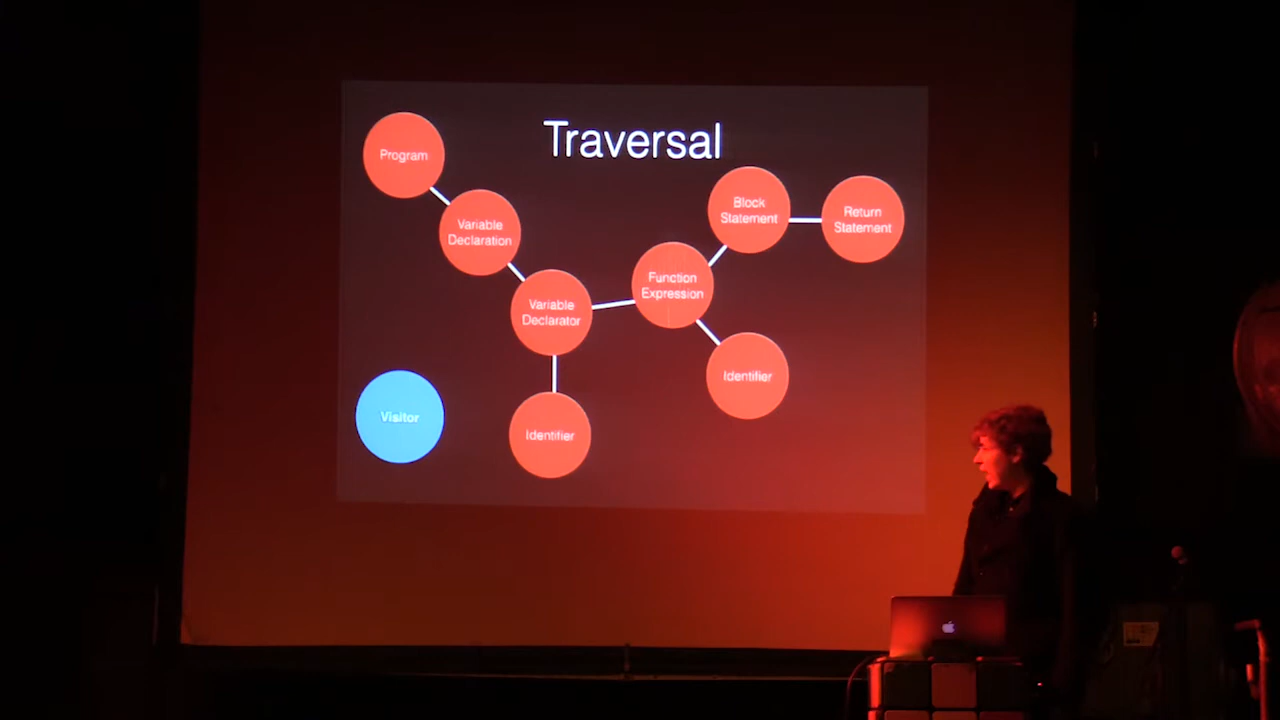 Traversal
Program
Variable
Declaration
Variable
Declarator
Identifier
Function
Expression
Block
Statement
Return
Statement
Identifier
Visitor